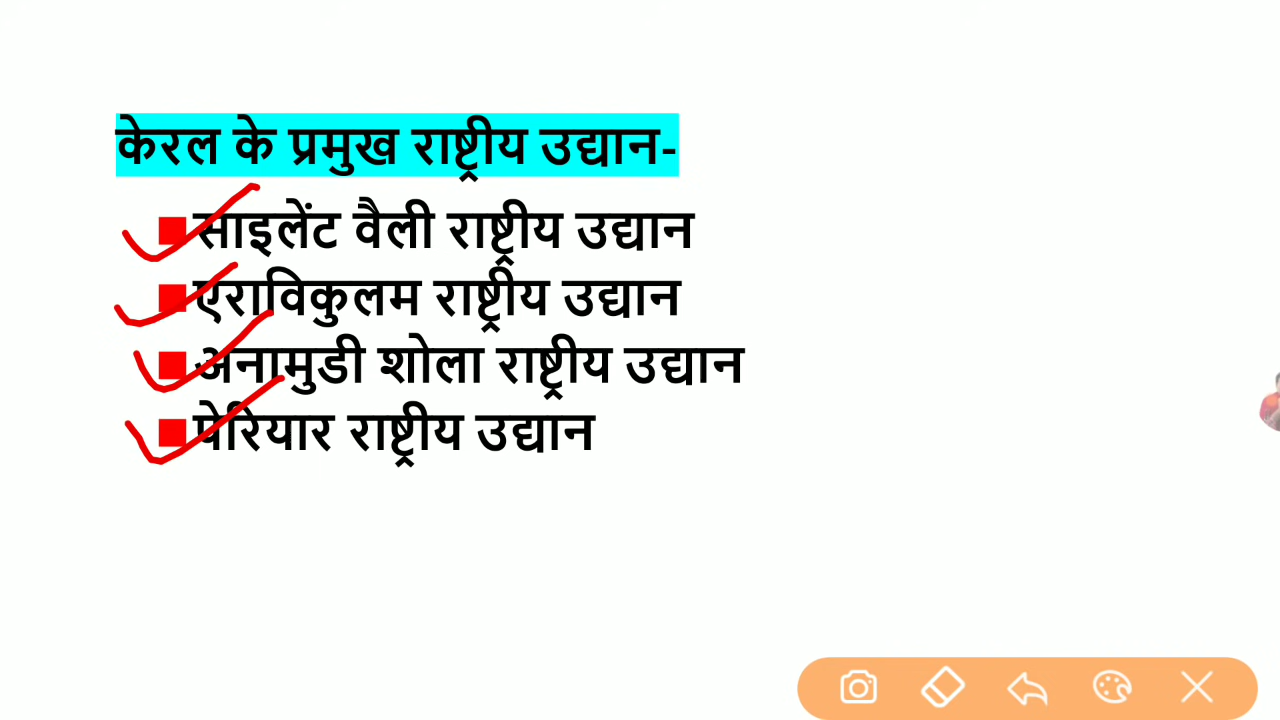 केरल के प्रमुख राष्ट्रीय उद्यान-
■साइलेंट वैली राष्ट्रीय उद्यान
■एराविकुलम राष्ट्रीय उद्यान
■अनामुडी शोला राष्ट्रीय उद्यान
■पेरियार राष्ट्रीय उद्यान